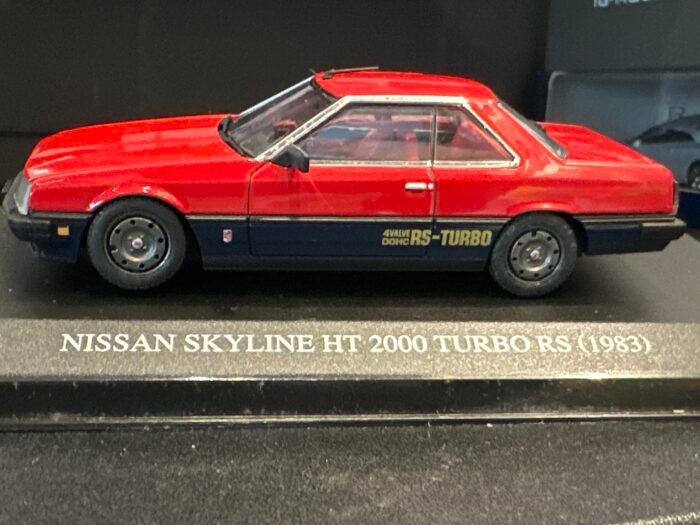 4VALVE
DOHC RS-TURBO
NISSAN SKYLINE HT 2000 TURBO RS (1983)